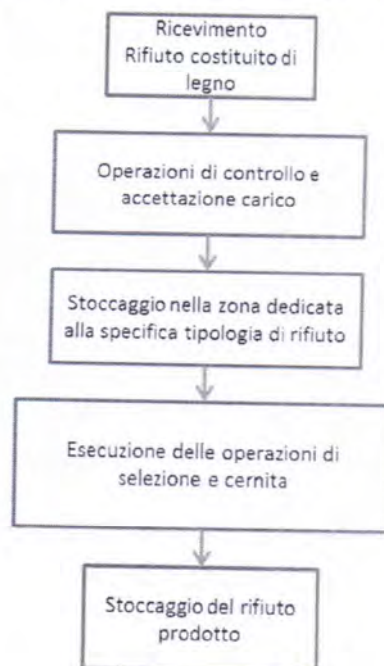 Ricevimento
Rifiuto costituito di
legno
Operazioni di controllo e
accettazione carico
Stoccaggio nella zona dedicata
alla specifica tipologia di rifiuto
Esecuzione delle operazioni di
selezione e cernita
Stoccaggio del rifiuto
prodotto